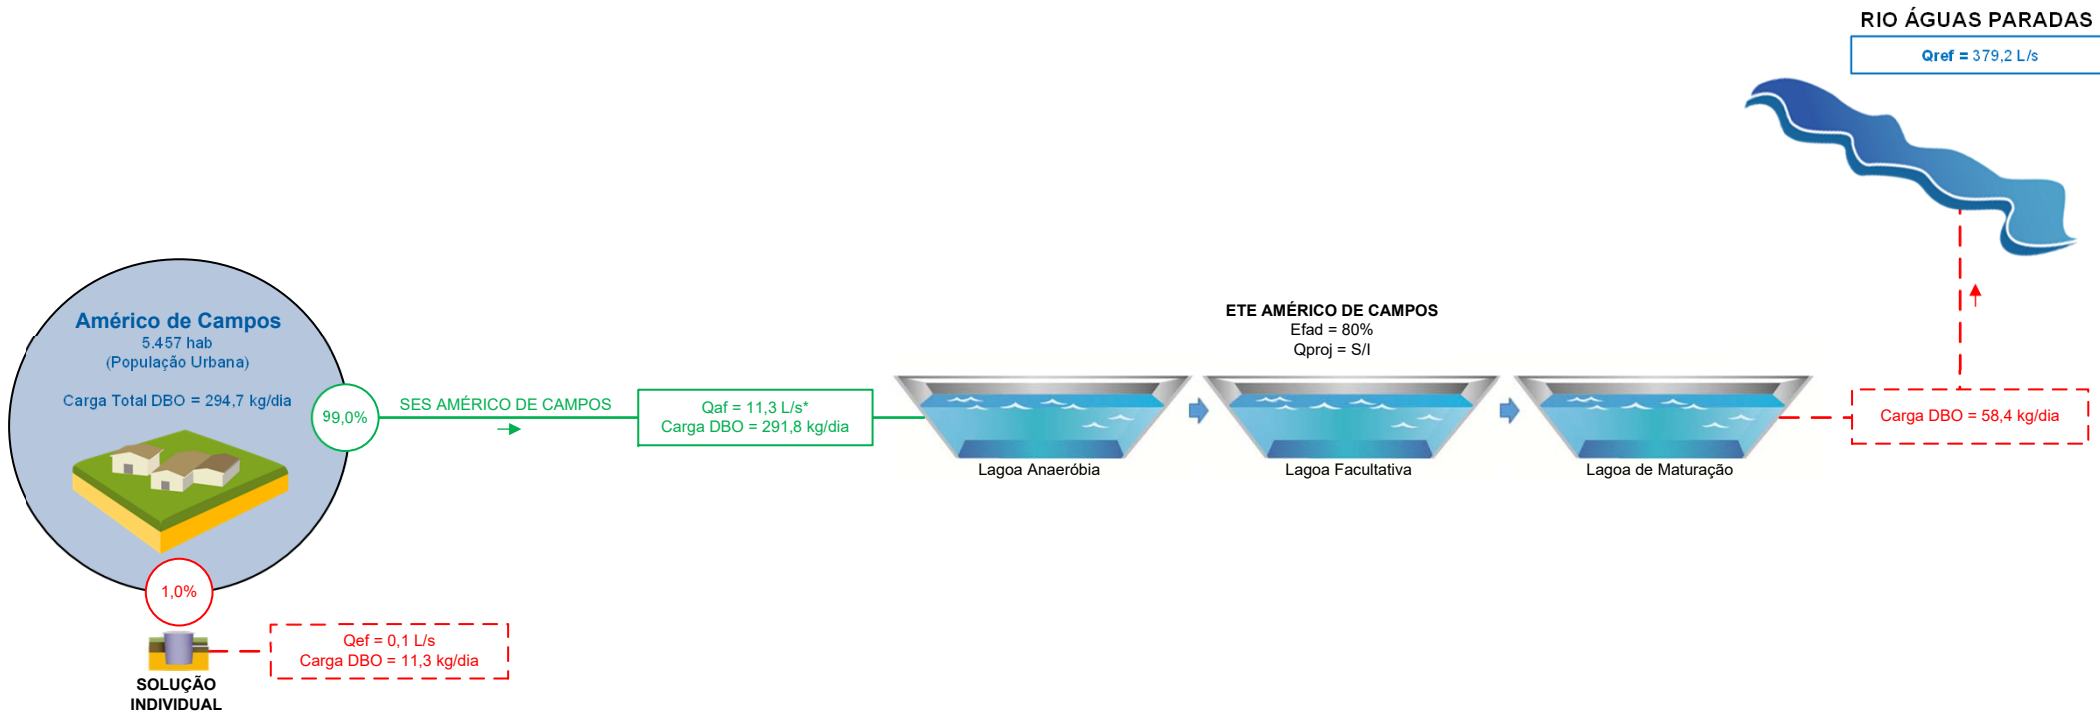 RIO ÁGUAS PARADAS
Qref = 379,2 L/s
Américo de Campos
5.457 hab
(População Urbana)
Carga Total DBO = 294,7 kg/dia
99,0%
SES AMÉRICO DE CAMPOS
Qaf = 11,3 L/s*
Carga DBO = 291,8 kg/dia
ETE AMÉRICO DE CAMPOS
Efad = 80%
Qproj = S/I
Lagoa Anaeróbia
Lagoa Facultativa
Lagoa de Maturação
Carga DBO = 58,4 kg/dia
1,0%
Qef = 0,1 L/s
Carga DBO = 11,3 kg/dia
SOLUÇÃO
INDIVIDUAL